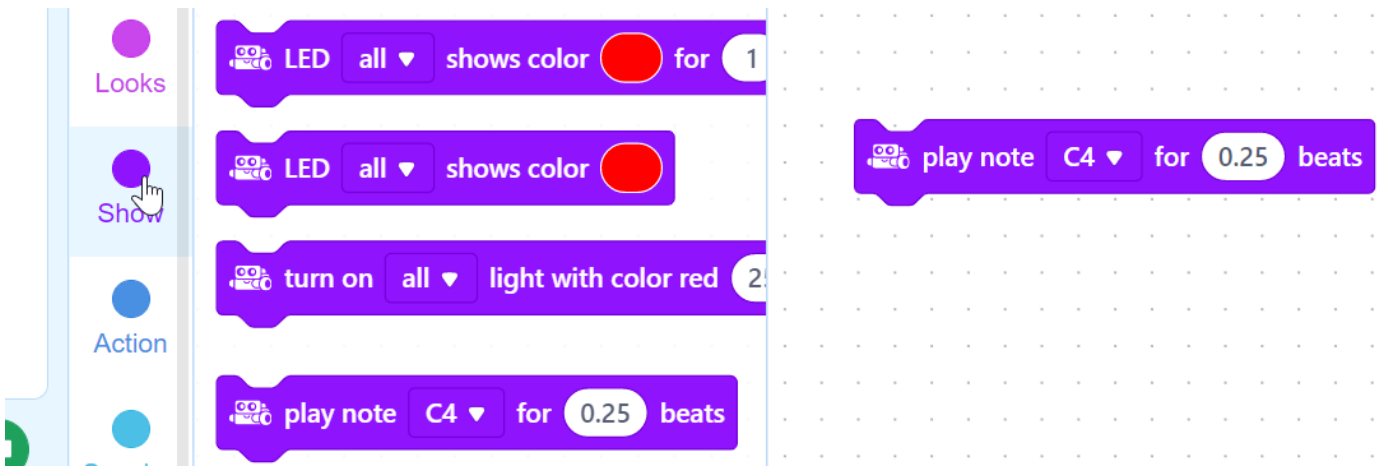 Looks
Show
Action
LED all shows color for 1
LED all shows color
turn on all light with color red
play note C4 for 0.25 beats
play note C4 for 0.25 beats